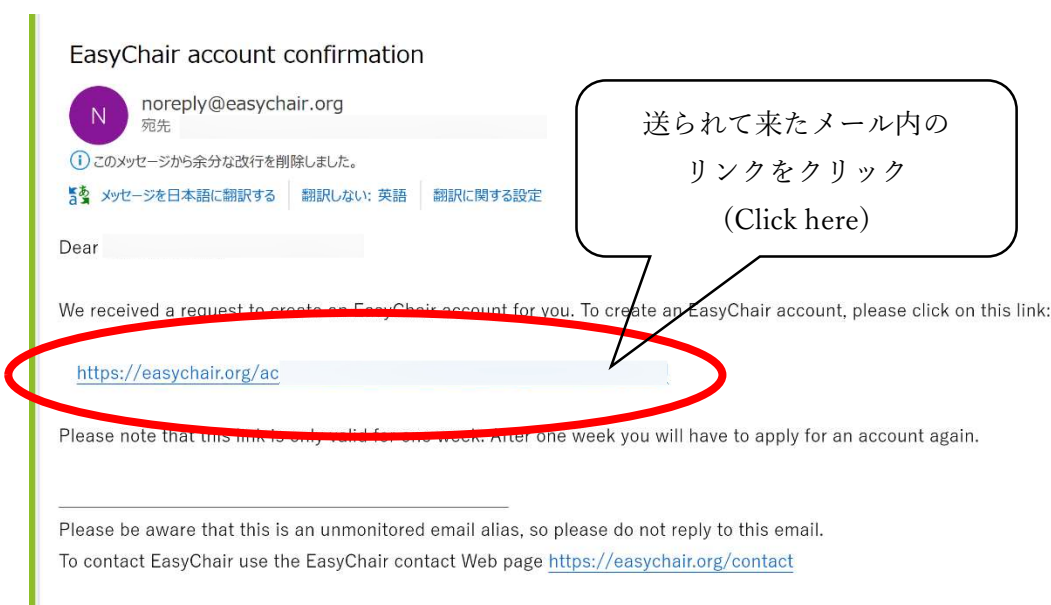 EasyChair account confirmation
N
noreply@easychair.org
宛先
このメッセージから余分な改行を削除しました。
メッセージを日本語に翻訳する 翻訳しない: 英語 翻訳に関する設定
送られて来たメール内の
リンクをクリック
(Click here)
Dear
We received a request to create an EasyChair account for you. To create an EasyChair account, please click on this link:
https://easychair.org/ac
Please note that this link is only valid for one week. After one week you will have to apply for an account again.
Please be aware that this is an unmonitored email alias, so please do not reply to this email.
To contact EasyChair use the EasyChair contact Web page https://easychair.org/contact